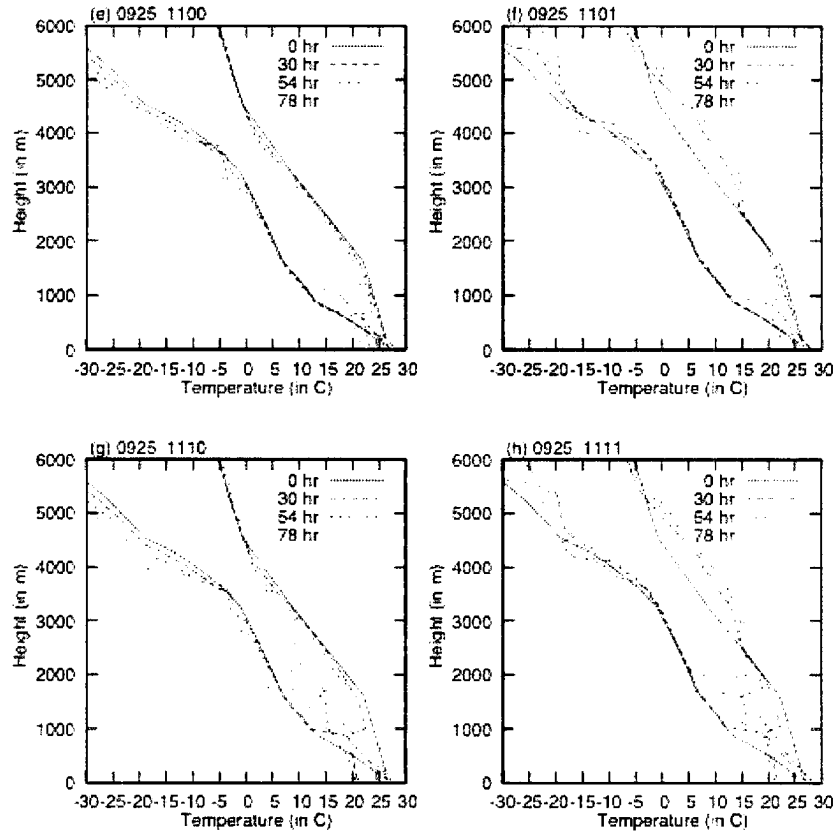 (e) 0925 1100
(f) 0925 1101
6000
5000
4000
3000
2000
1000
0
Height (in m)
0 hr
30 hr
54 hr
78 hr
-30-25-20-15-10 -5 0 5 10 15 20 25 30
Temperature (in C)
6000
5000
4000
3000
2000
1000
0
Height (in m)
0 hr
30 hr
54 hr
78 hr
-30-25-20-15-10 -5 0 5 10 15 20 25 30
Temperature (in C)
(g) 0925 1110
(h) 0925 1111
6000
5000
4000
3000
2000
1000
0
Height (in m)
0 hr
30 hr
54 hr
78 hr
-30-25-20-15-10 -5 0 5 10 15 20 25 30
Temperature (in C)
6000
5000
4000
3000
2000
1000
0
Height (in m)
0 hr
30 hr
54 hr
78 hr
-30-25-20-15-10 -5 0 5 10 15 20 25 30
Temperature (in C)